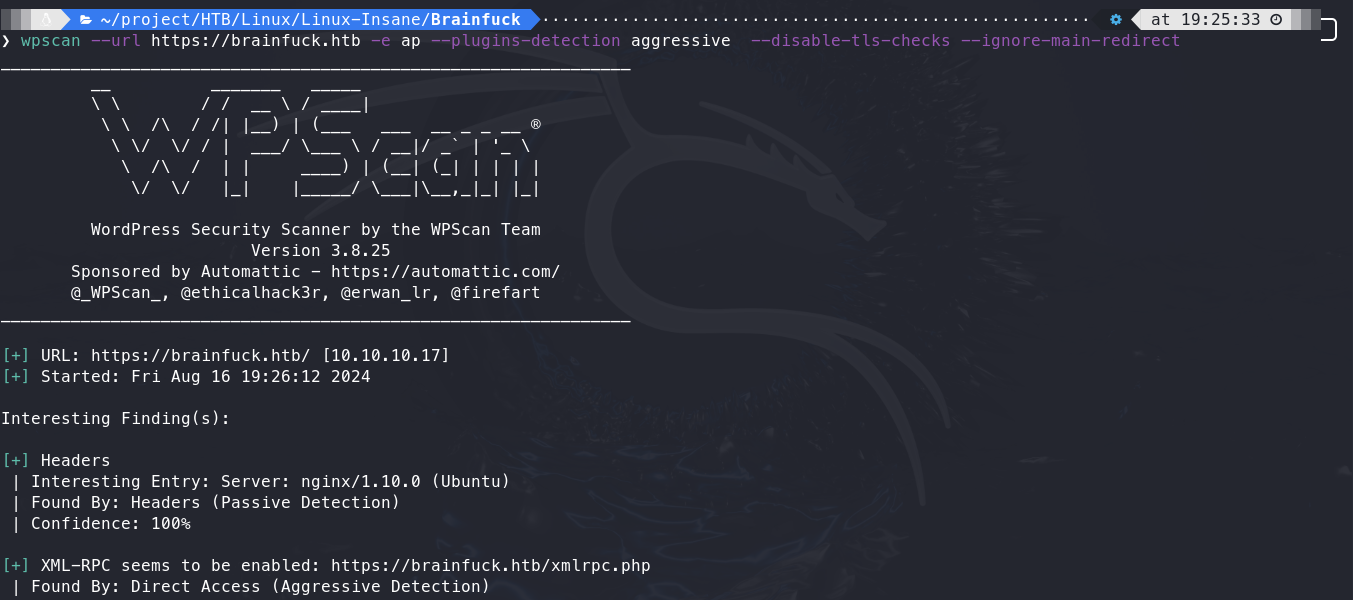 ~/project/HTB/Linux/Linux-Insane/Brainfuck at 19:25:33
❯ wpscan --url https://brainfuck.htb -e ap --plugins-detection aggressive  --disable-tls-checks --ignore-main-redirect
_______________________________________________________________
         __          _______   _____
         \ \        / /  __ \ / ____|
          \ \  /\  / /| |__) | (___   ___  __ _ _ __ ®
           \ \/  \/ / |  ___/ \___ \ / __|/ _` | '_ \
            \  /\  /  | |     ____) | (__| (_| | | | |
             \/  \/   |_|    |_____/ \___|\__,_|_| |_|
         WordPress Security Scanner by the WPScan Team
                         Version 3.8.25
       Sponsored by Automattic - https://automattic.com/
       @_WPScan_, @ethicalhack3r, @erwan_lr, @firefart
_______________________________________________________________
[+] URL: https://brainfuck.htb/ [10.10.10.17]
[+] Started: Fri Aug 16 19:26:12 2024
Interesting Finding(s):
[+] Headers
 | Interesting Entry: Server: nginx/1.10.0 (Ubuntu)
 | Found By: Headers (Passive Detection)
 | Confidence: 100%
[+] XML-RPC seems to be enabled: https://brainfuck.htb/xmlrpc.php
 | Found By: Direct Access (Aggressive Detection)